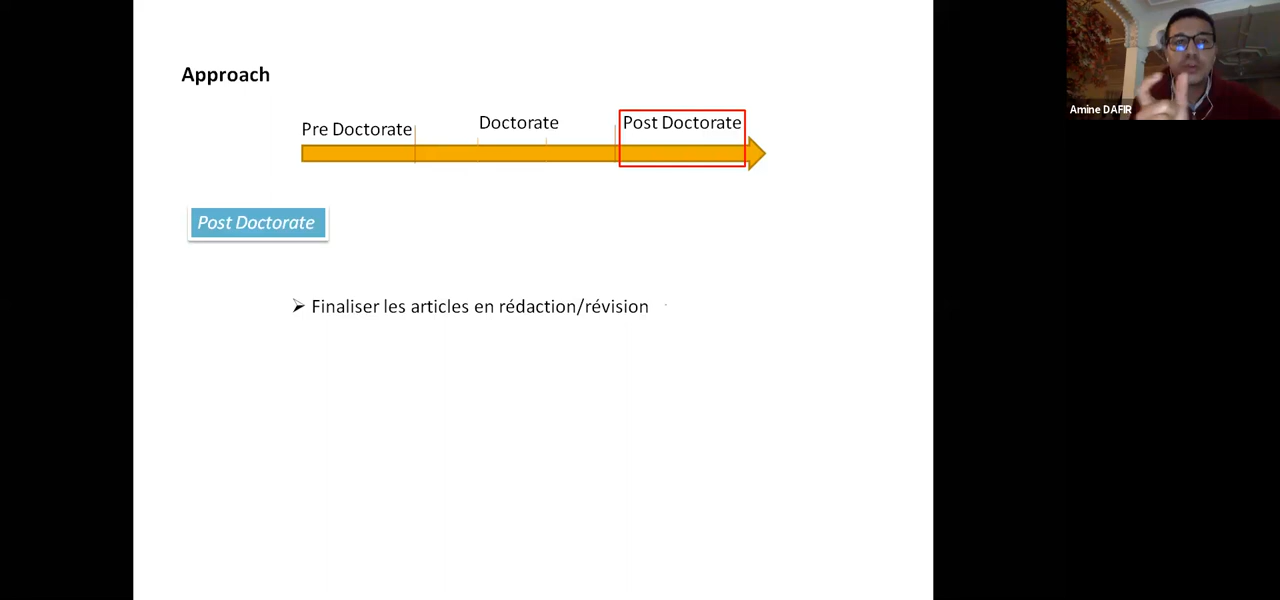 Approach
Pre Doctorate
Doctorate
Post Doctorate
Amine DAFIR
Post Doctorate
➢ Finaliser les articles en rédaction/révision